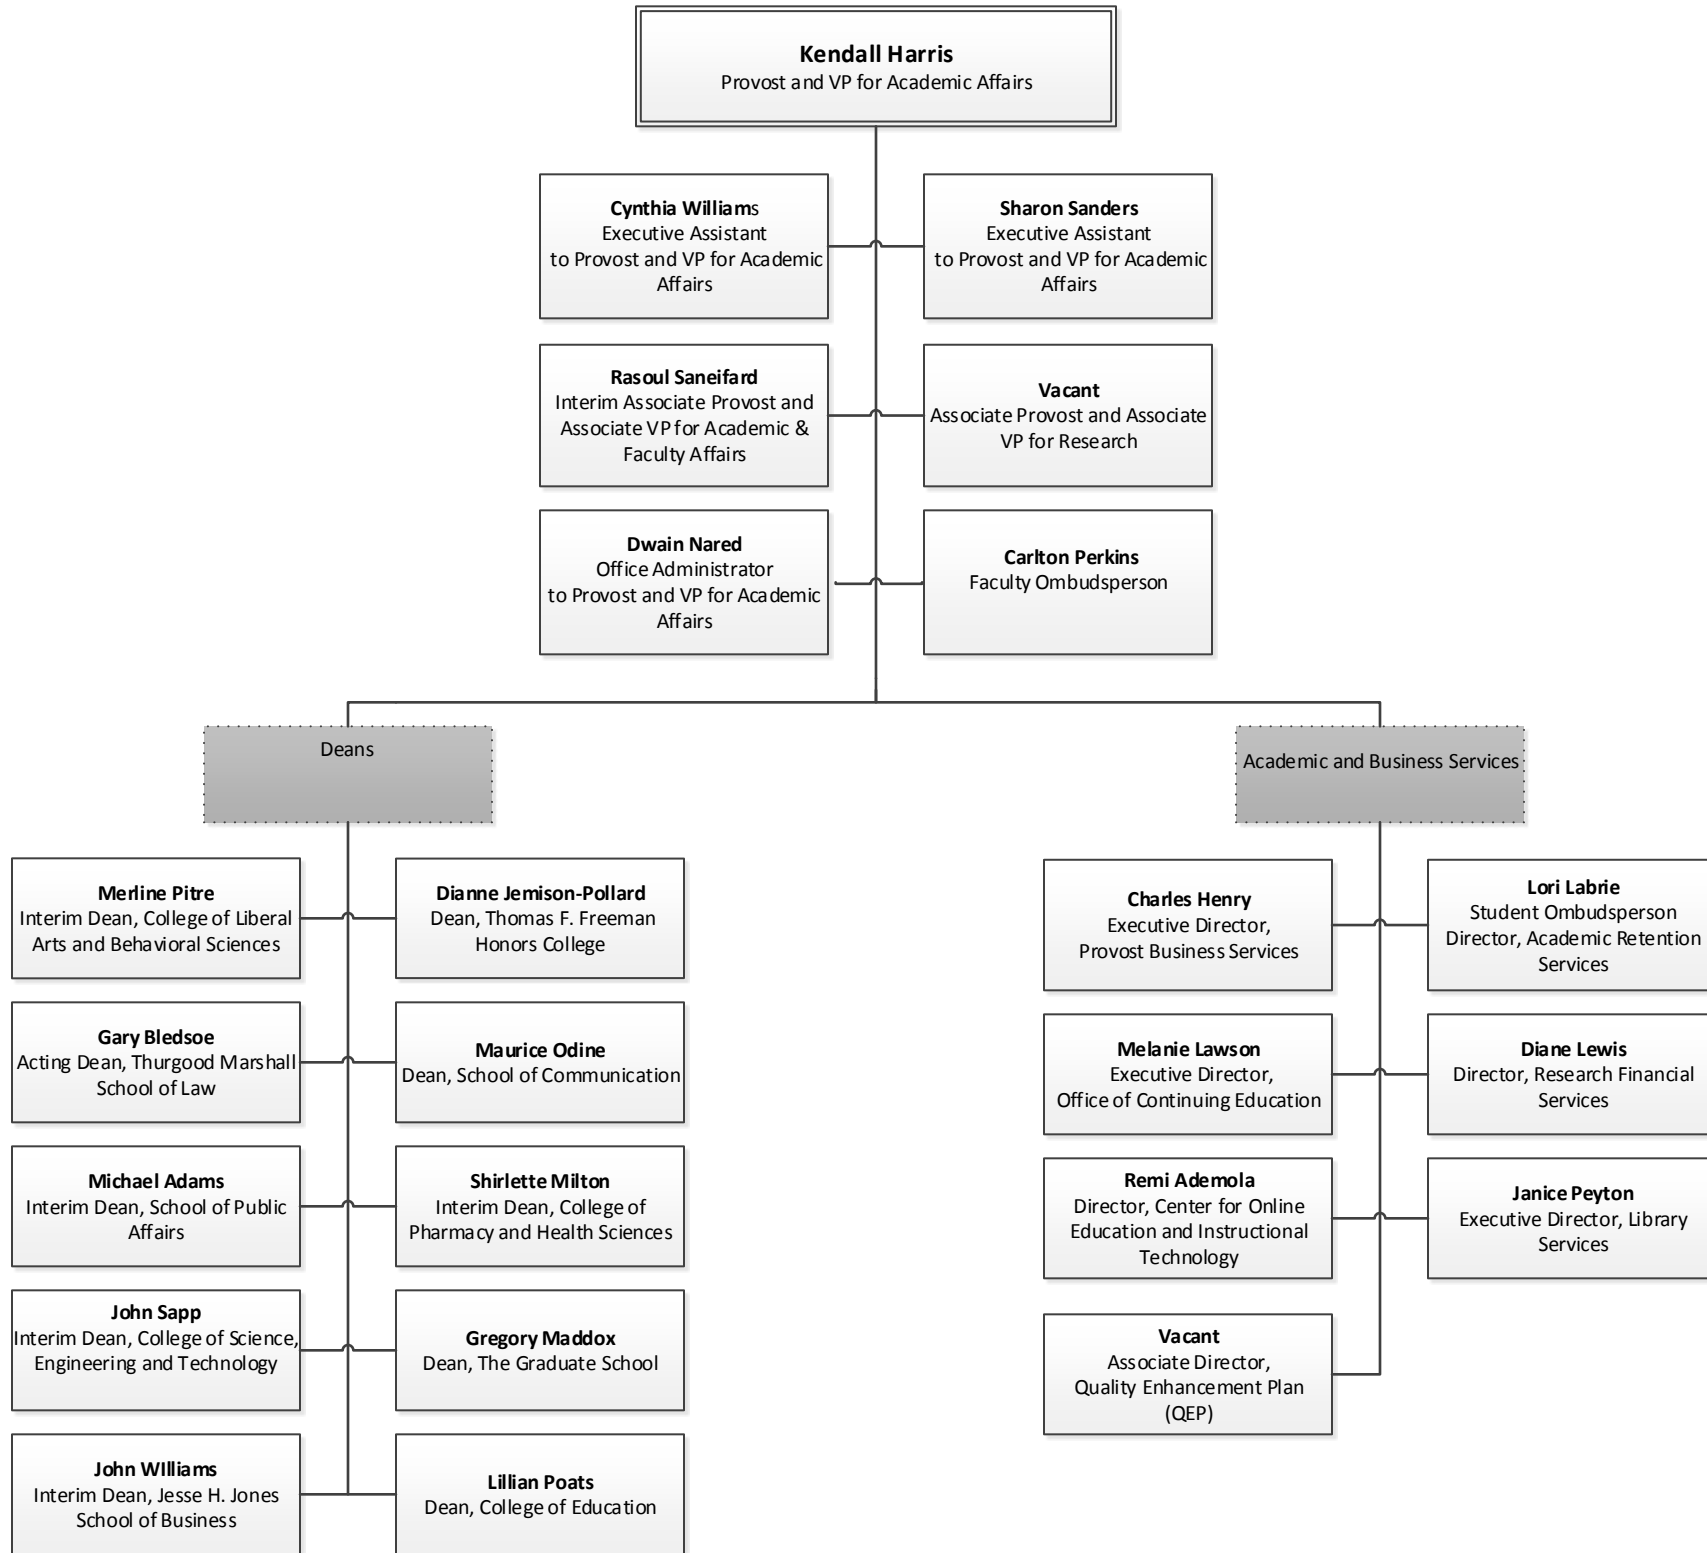 Kendall Harris
Provost and VP for Academic Affairs
Cynthia Williams
Executive Assistant
to Provost and VP for Academic
Affairs
Sharon Sanders
Executive Assistant
to Provost and VP for Academic
Affairs
Rasoul Saneifard
Interim Associate Provost and
Associate VP for Academic &
Faculty Affairs
Vacant
Associate Provost and Associate
VP for Research
Dwain Nared
Office Administrator
to Provost and VP for Academic
Affairs
Carlton Perkins
Faculty Ombudsperson
Deans
Academic and Business Services
Merline Pitre
Interim Dean, College of Liberal
Arts and Behavioral Sciences
Dianne Jemison-Pollard
Dean, Thomas F. Freeman
Honors College
Gary Bledsoe
Acting Dean, Thurgood Marshall
School of Law
Maurice Odine
Dean, School of Communication
Michael Adams
Interim Dean, School of Public
Affairs
Shirlette Milton
Interim Dean, College of
Pharmacy and Health Sciences
John Sapp
Interim Dean, College of Science,
Engineering and Technology
Gregory Maddox
Dean, The Graduate School
John WIlliams
Interim Dean, Jesse H. Jones
School of Business
Lillian Poats
Dean, College of Education
Charles Henry
Executive Director,
Provost Business Services
Lori Labrie
Student Ombudsperson
Director, Academic Retention
Services
Melanie Lawson
Executive Director,
Office of Continuing Education
Diane Lewis
Director, Research Financial
Services
Remi Ademola
Director, Center for Online
Education and Instructional
Technology
Janice Peyton
Executive Director, Library
Services
Vacant
Associate Director,
Quality Enhancement Plan
(QEP)